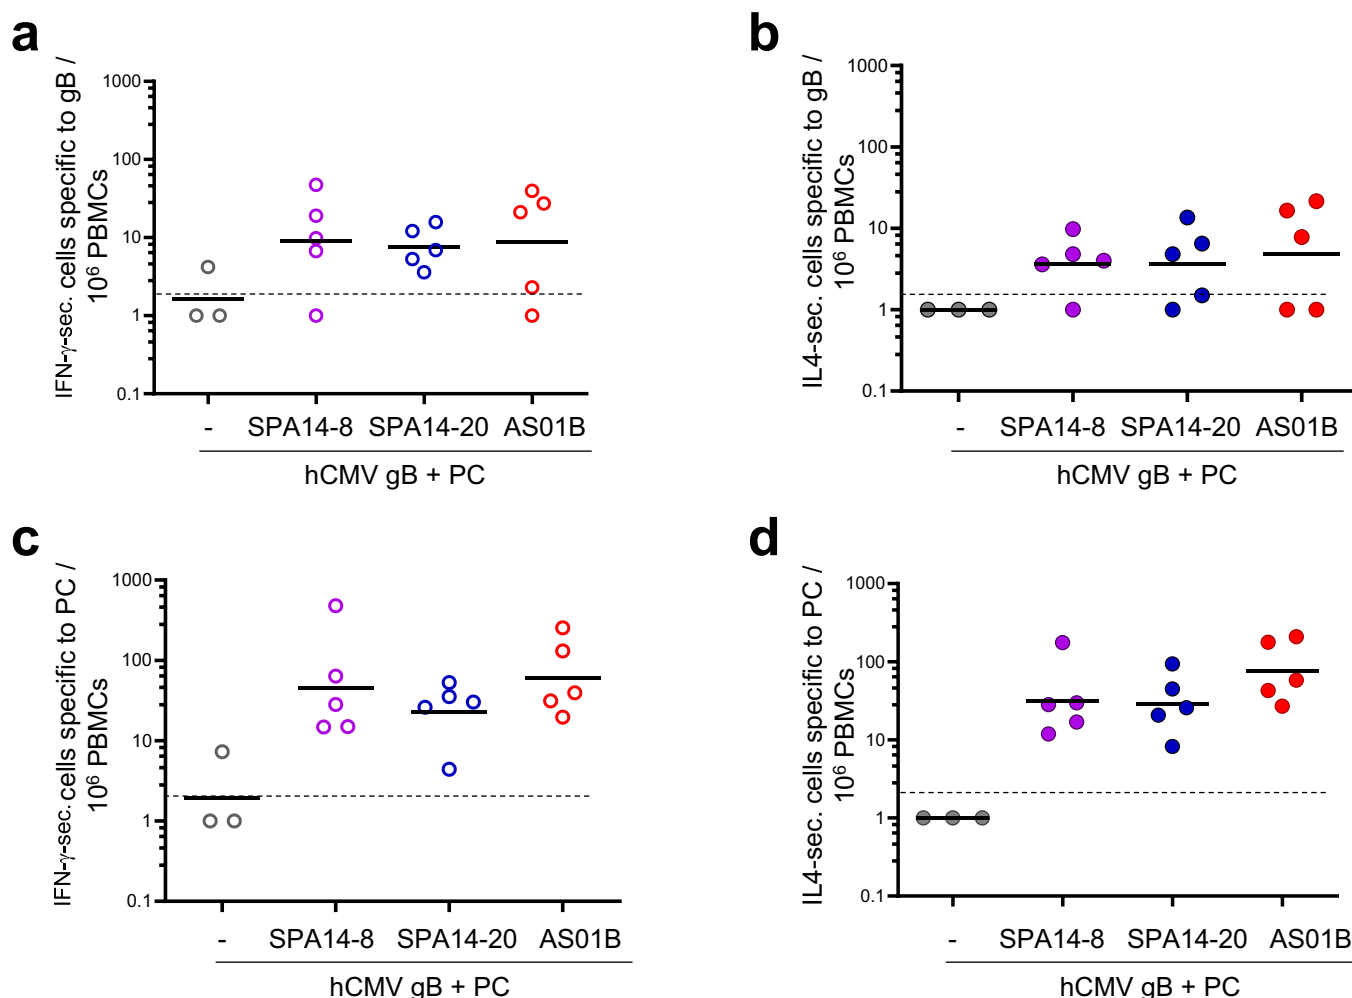 a
IFN-γ-sec. cells specific to gB /
10⁶ PBMCs
1000
100
10
1
0.1
- SPA14-8 SPA14-20 AS01B
hCMV gB + PC
b
IL4-sec. cells specific to gB /
10⁶ PBMCs
1000
100
10
1
0.1
- SPA14-8 SPA14-20 AS01B
hCMV gB + PC
c
IFN-γ-sec. cells specific to PC /
10⁶ PBMCs
1000
100
10
1
0.1
- SPA14-8 SPA14-20 AS01B
hCMV gB + PC
d
IL4-sec. cells specific to PC /
10⁶ PBMCs
1000
100
10
1
0.1
- SPA14-8 SPA14-20 AS01B
hCMV gB + PC